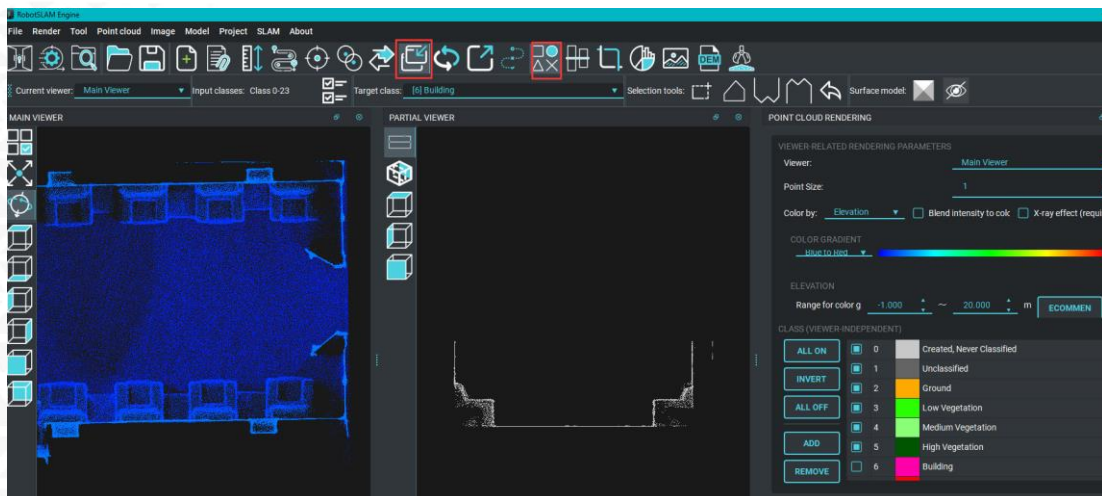 RobotSLAM Engine
File Render Tool Point cloud Image Model Project SLAM About
DEM
Current viewer: Main Viewer Input classes: Class 0-23 Target class: [6] Building Selection tools: Surface model:
MAIN VIEWER PARTIAL VIEWER POINT CLOUD RENDERING
VIEWER-RELATED RENDERING PARAMETERS
Viewer: Main Viewer
Point Size: 1
Color by: Elevation Blend intensity to colo X-ray effect (requi
COLOR GRADIENT
Blue to Red
ELEVATION
Range for color g -1.000 ~ 20.000 m ECOMMEN
CLASS (VIEWER-INDEPENDENT)
ALL ON 0 Created, Never Classified
1 Unclassified
INVERT 2 Ground
ALL OFF 3 Low Vegetation
4 Medium Vegetation
ADD 5 High Vegetation
REMOVE 6 Building